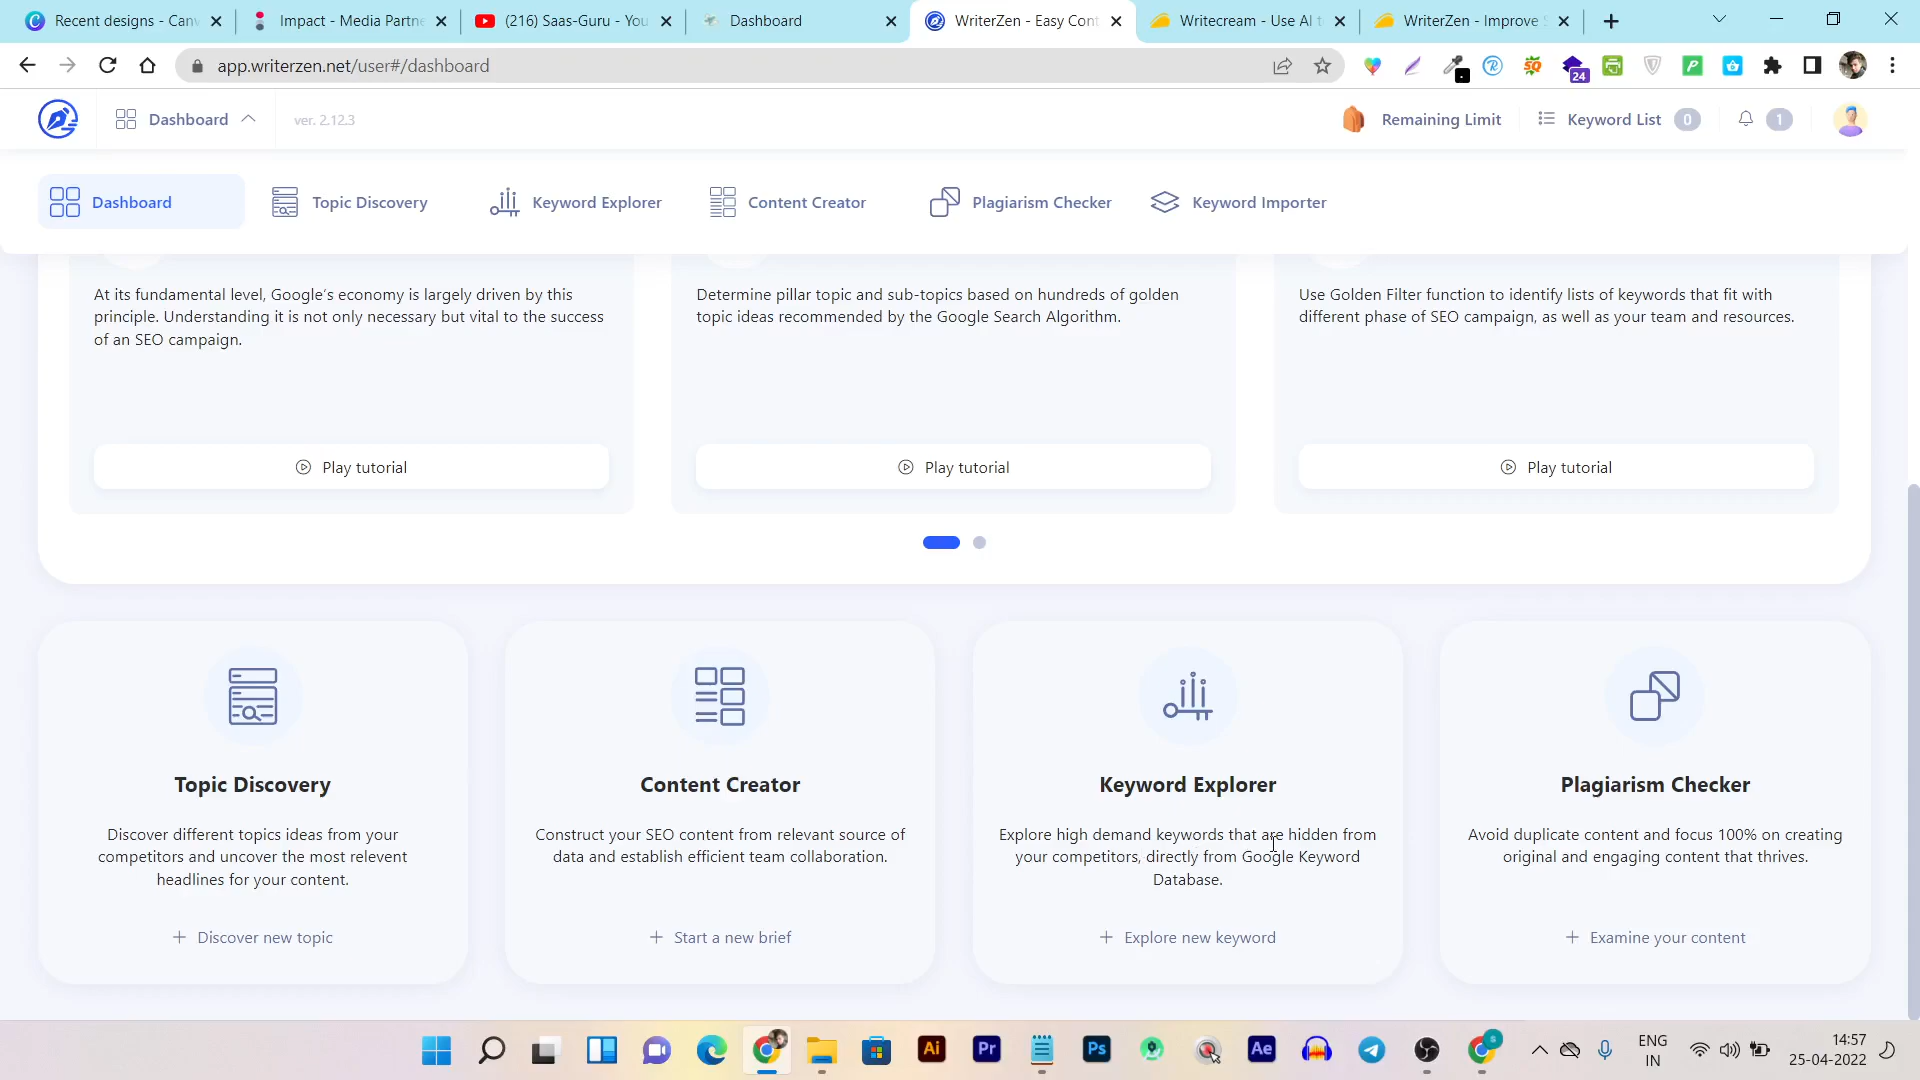 Recent designs - Canv
Impact - Media Partne
(216) Saas-Guru - You
Dashboard
WriterZen - Easy Cont
Writecream - Use AI t
WriterZen - Improve S
app.writerzen.net/user#/dashboard
24
Dashboard
ver. 2.12.3
Remaining Limit
Keyword List 0
1
Dashboard
Topic Discovery
Keyword Explorer
Content Creator
Plagiarism Checker
Keyword Importer
At its fundamental level, Google's economy is largely driven by this
principle. Understanding it is not only necessary but vital to the success
of an SEO campaign.
Play tutorial
Determine pillar topic and sub-topics based on hundreds of golden
topic ideas recommended by the Google Search Algorithm.
Play tutorial
Use Golden Filter function to identify lists of keywords that fit with
different phase of SEO campaign, as well as your team and resources.
Play tutorial
Topic Discovery
Discover different topics ideas from your
competitors and uncover the most relevent
headlines for your content.
+ Discover new topic
Content Creator
Construct your SEO content from relevant source of
data and establish efficient team collaboration.
+ Start a new brief
Keyword Explorer
Explore high demand keywords that are hidden from
your competitors, directly from Google Keyword
Database.
+ Explore new keyword
Plagiarism Checker
Avoid duplicate content and focus 100% on creating
original and engaging content that thrives.
+ Examine your content
Ai
Pr
Ps
Ae
ENG
IN
14:57
25-04-2022